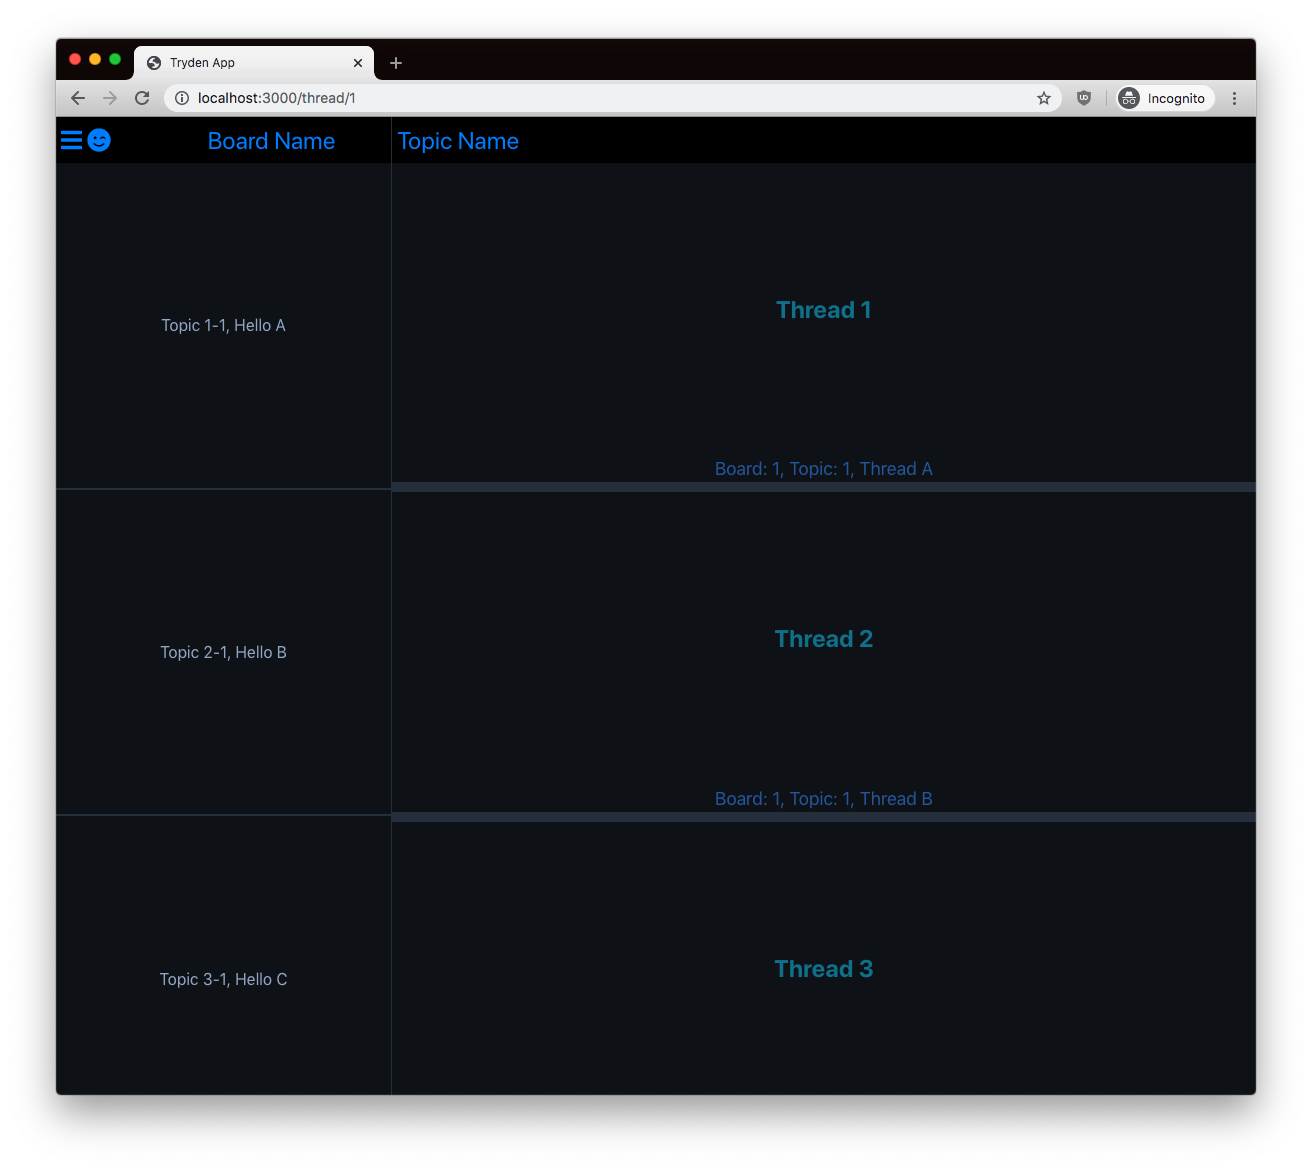 Tryden App
localhost:3000/thread/1
Incognito
Board Name
Topic Name
Topic 1-1, Hello A
Topic 2-1, Hello B
Topic 3-1, Hello C
Thread 1
Board: 1, Topic: 1, Thread A
Thread 2
Board: 1, Topic: 1, Thread B
Thread 3